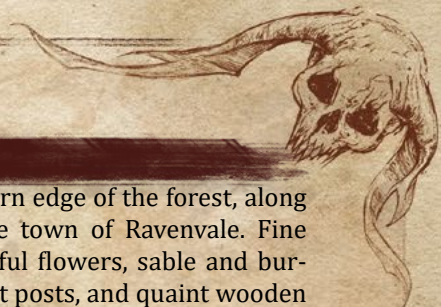 rn edge of the forest, along
e town of Ravenvale. Fine
ful flowers, sable and bur-
t posts, and quaint wooden